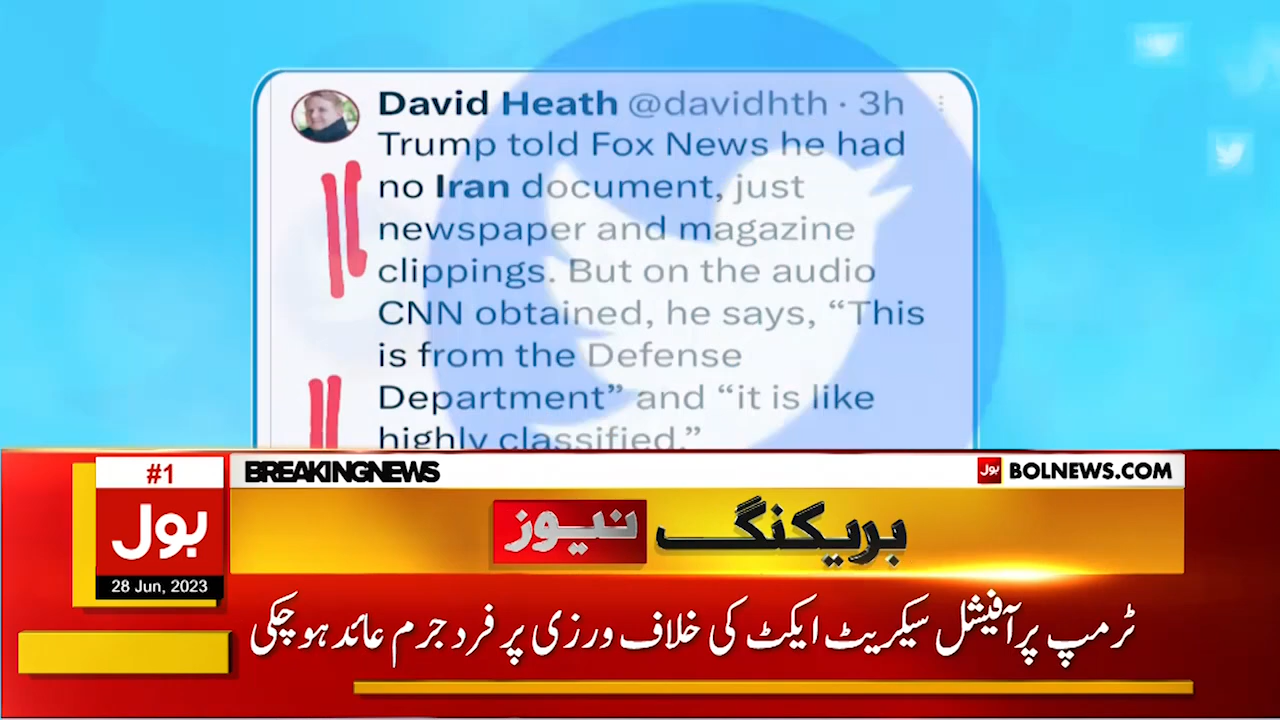 David Heath @davidhth · 3h
Trump told Fox News he had
no Iran document, just
newspaper and magazine
clippings. But on the audio
CNN obtained, he says, “This
is from the Defense
Department” and “it is like
highly classified.”
#1
بول
28 Jun, 2023
BREAKINGNEWS
بول BOLNEWS.COM
بریکنگ نیوز
ٹرمپ پر آفیشل سیکریٹ ایکٹ کی خلاف ورزی پر فرد جرم عائد ہوچکی